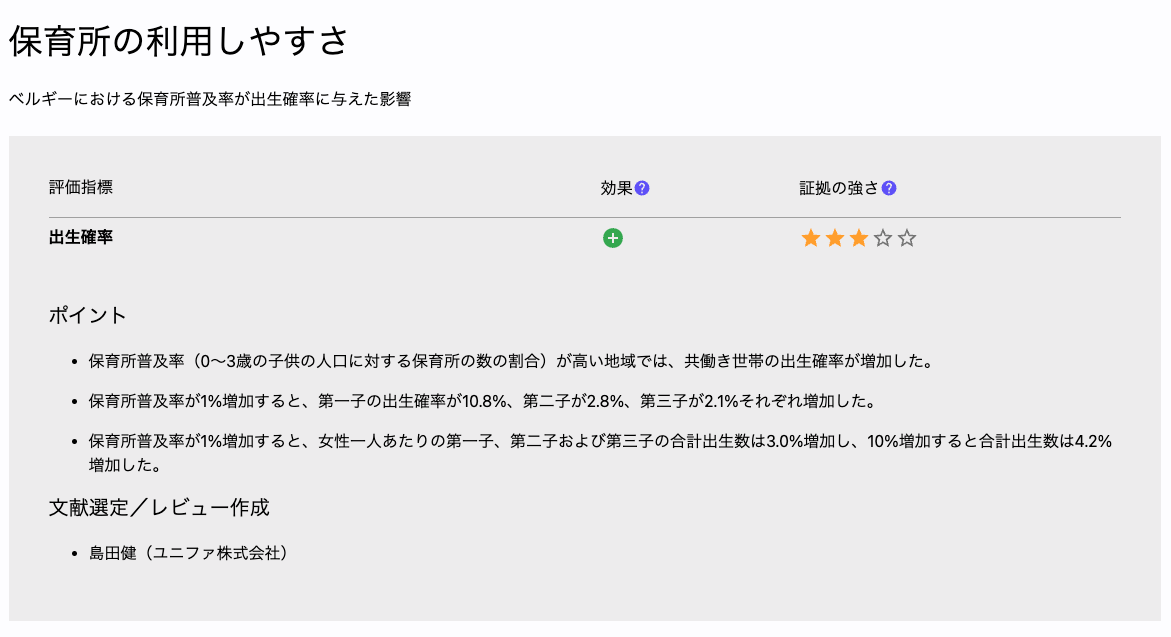 保育所の利用しやすさ
ベルギーにおける保育所普及率が出生確率に与えた影響
評価指標 効果? 証拠の強さ?
出生確率
ポイント
• 保育所普及率（0〜3歳の子供の人口に対する保育所の数の割合）が高い地域では、共働き世帯の出生確率が増加した。
• 保育所普及率が1%増加すると、第一子の出生確率が10.8%、第二子が2.8%、第三子が2.1%それぞれ増加した。
• 保育所普及率が1%増加すると、女性一人あたりの第一子、第二子および第三子の合計出生数は3.0%増加し、10%増加すると合計出生数は4.2%
増加した。
文献選定／レビュー作成
• 島田健（ユニファ株式会社）